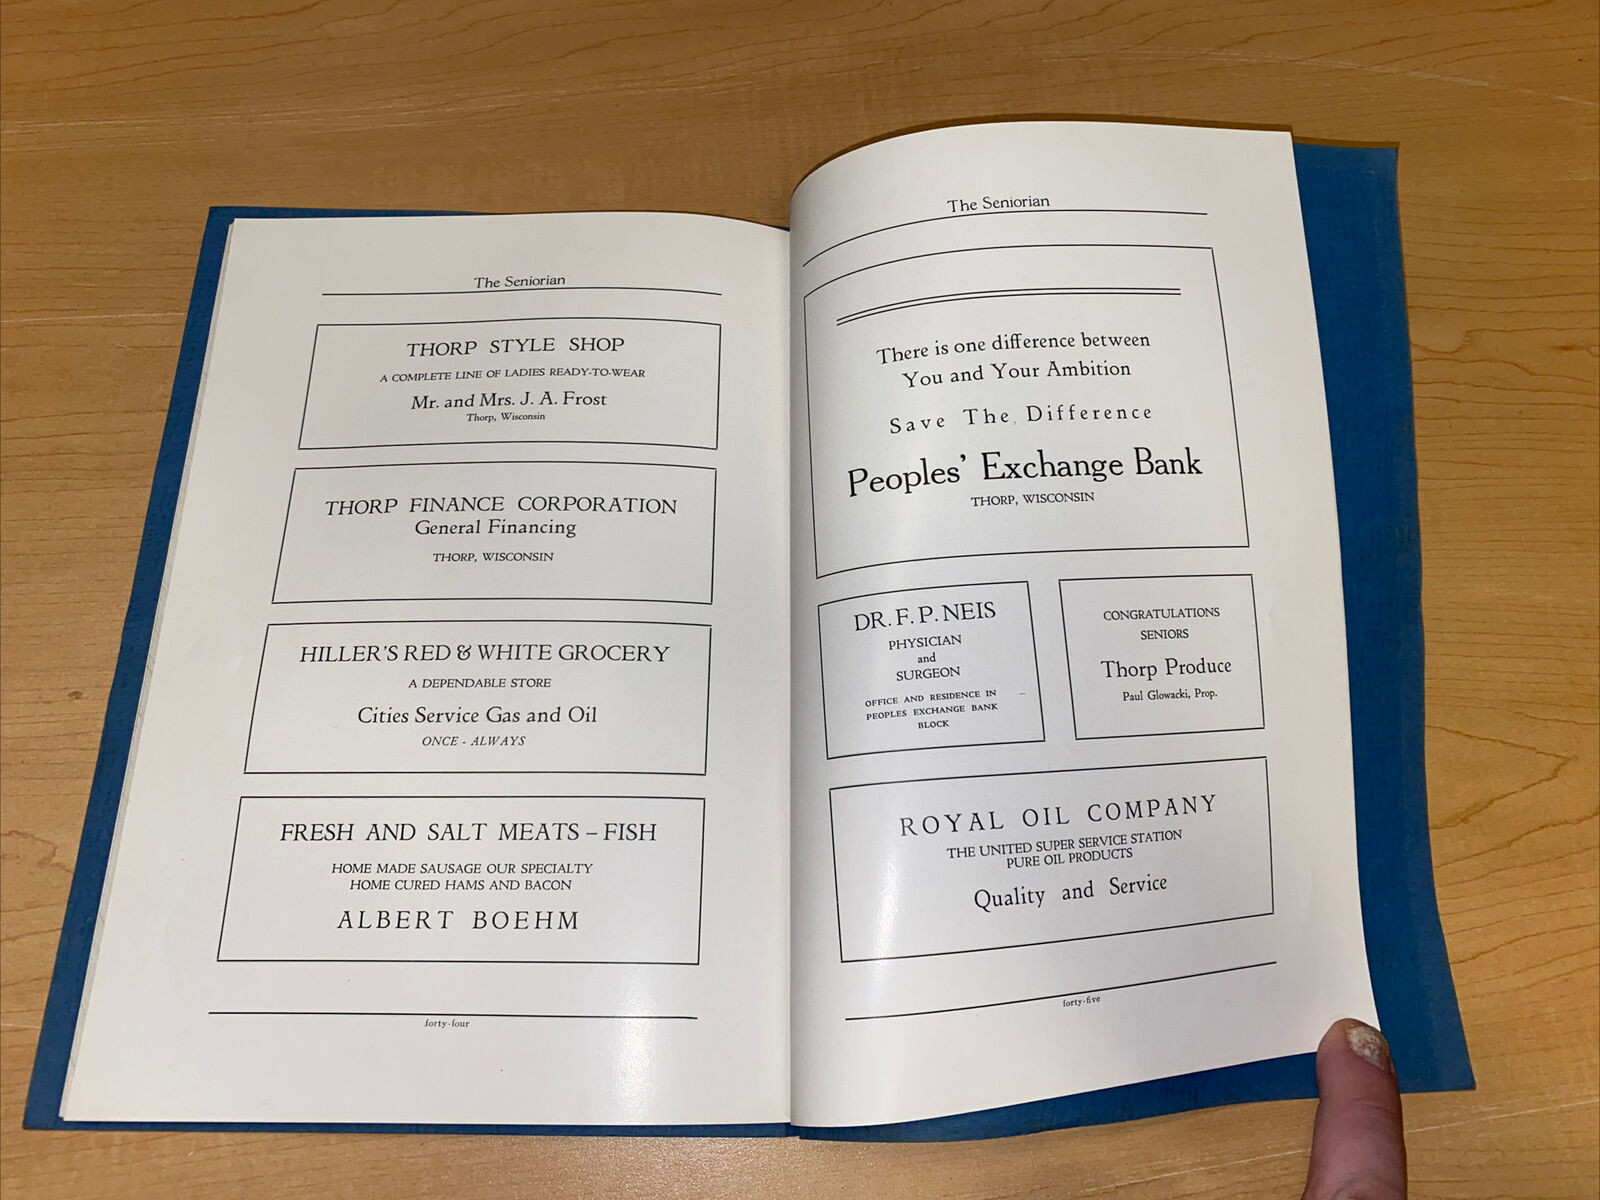 The Seniorian
THORP STYLE SHOP
A COMPLETE LINE OF LADIES READY-TO-WEAR
Mr. and Mrs. J. A. Frost
Thorp, Wisconsin
THORP FINANCE CORPORATION
General Financing
THORP, WISCONSIN
HILLER'S RED & WHITE GROCERY
A DEPENDABLE STORE
Cities Service Gas and Oil
ONCE - ALWAYS
FRESH AND SALT MEATS – FISH
HOME MADE SAUSAGE OUR SPECIALTY
HOME CURED HAMS AND BACON
ALBERT BOEHM
forty-four
The Seniorian
There is one difference between
You and Your Ambition
Save The Difference
Peoples' Exchange Bank
THORP, WISCONSIN
DR. F. P. NEIS
PHYSICIAN
and
SURGEON
OFFICE AND RESIDENCE IN
PEOPLES EXCHANGE BANK
BLOCK
CONGRATULATIONS
SENIORS
Thorp Produce
Paul Glowacki, Prop.
ROYAL OIL COMPANY
THE UNITED SUPER SERVICE STATION
PURE OIL PRODUCTS
Quality and Service
forty-five